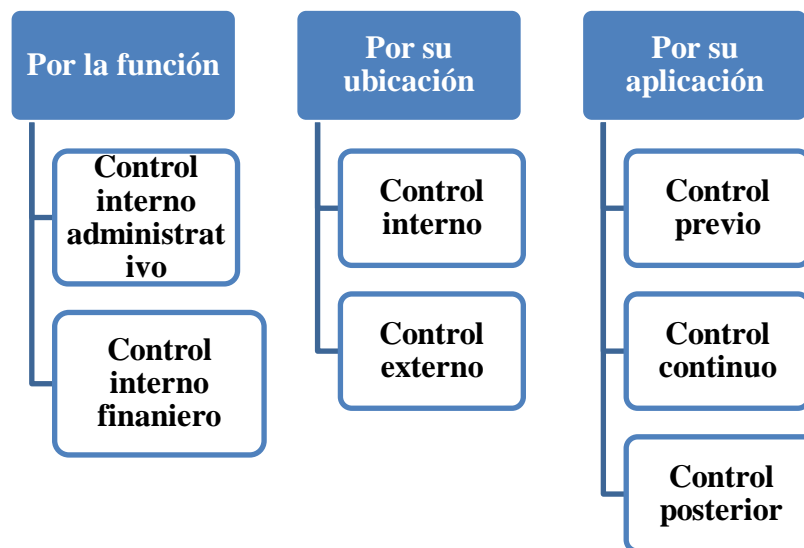 Por la función
Control
interno
administrat
ivo
Control
interno
finaniero
Por su
ubicación
Control
interno
Control
externo
Por su
aplicación
Control
previo
Control
continuo
Control
posterior